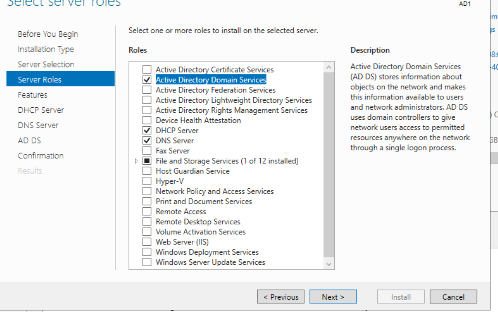 Select server roles
AD1
Before You Begin
Installation Type
Server Selection
Server Roles
Features
DHCP Server
DNS Server
AD DS
Confirmation
Results
Select one or more roles to install on the selected server.
Roles
Active Directory Certificate Services
Active Directory Domain Services
Active Directory Federation Services
Active Directory Lightweight Directory Services
Active Directory Rights Management Services
Device Health Attestation
DHCP Server
DNS Server
Fax Server
File and Storage Services (1 of 12 installed)
Host Guardian Service
Hyper-V
Network Policy and Access Services
Print and Document Services
Remote Access
Remote Desktop Services
Volume Activation Services
Web Server (IIS)
Windows Deployment Services
Windows Server Update Services
Description
Active Directory Domain Services
(AD DS) stores information about
objects on the network and makes
this information available to users
and network administrators. AD DS
uses domain controllers to give
network users access to permitted
resources anywhere on the network
through a single logon process.
< Previous
Next >
Install
Cancel